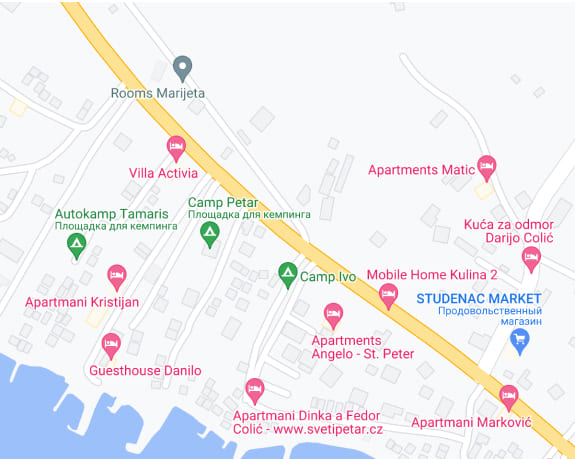 Rooms Marijeta
Villa Activia
Apartments Matic
Camp Petar
Площадка для кемпинга
Autokamp Tamaris
Площадка для кемпинга
Kuća za odmor
Darijo Colić
Camp Ivo
Mobile Home Kulina 2
Apartmani Kristijan
STUDENAC MARKET
Продовольственный
магазин
Apartments
Angelo - St. Peter
Guesthouse Danilo
Apartmani Dinka a Fedor
Colić - www.svetipetar.cz
Apartmani Marković